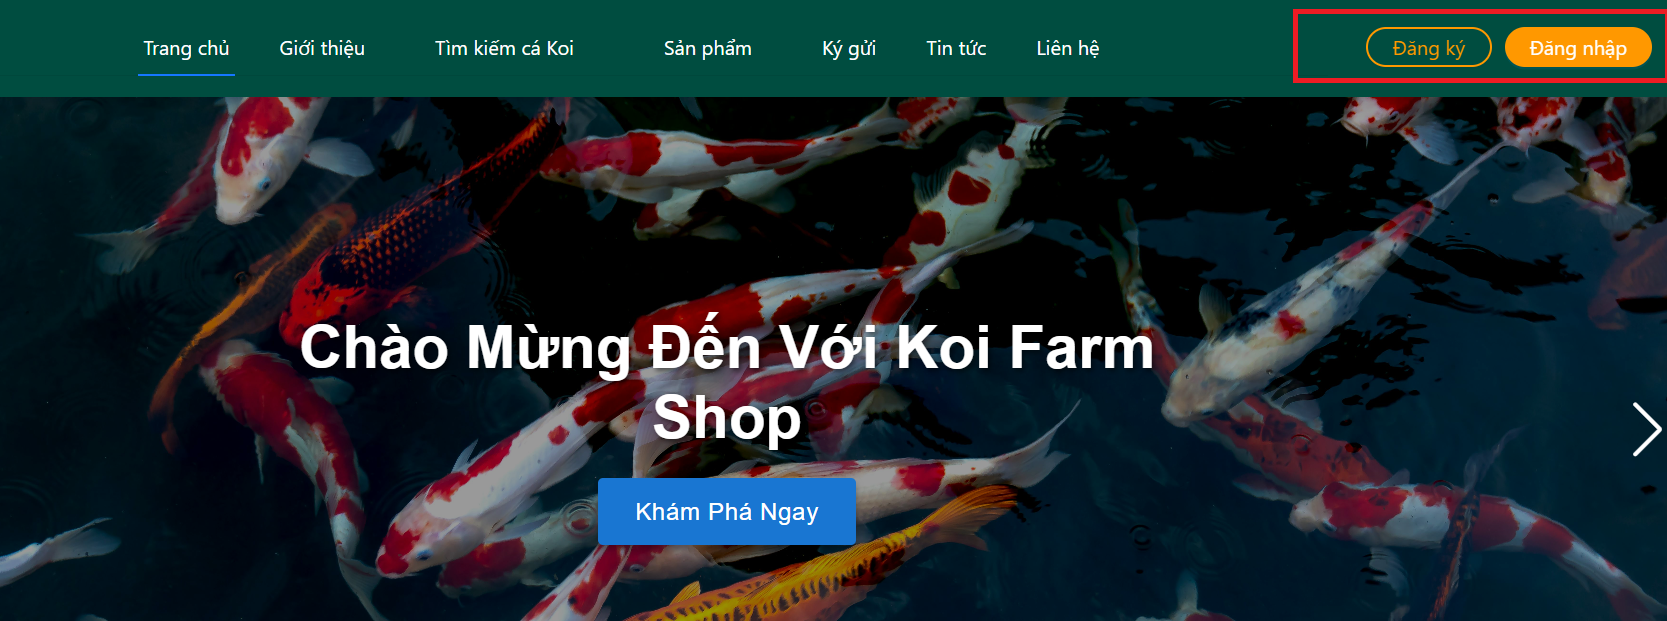 Trang chủ Giới thiệu Tìm kiếm cá Koi Sản phẩm Ký gửi Tin tức Liên hệ Đăng ký Đăng nhập
Chào Mừng Đến Với Koi Farm
Shop
Khám Phá Ngay